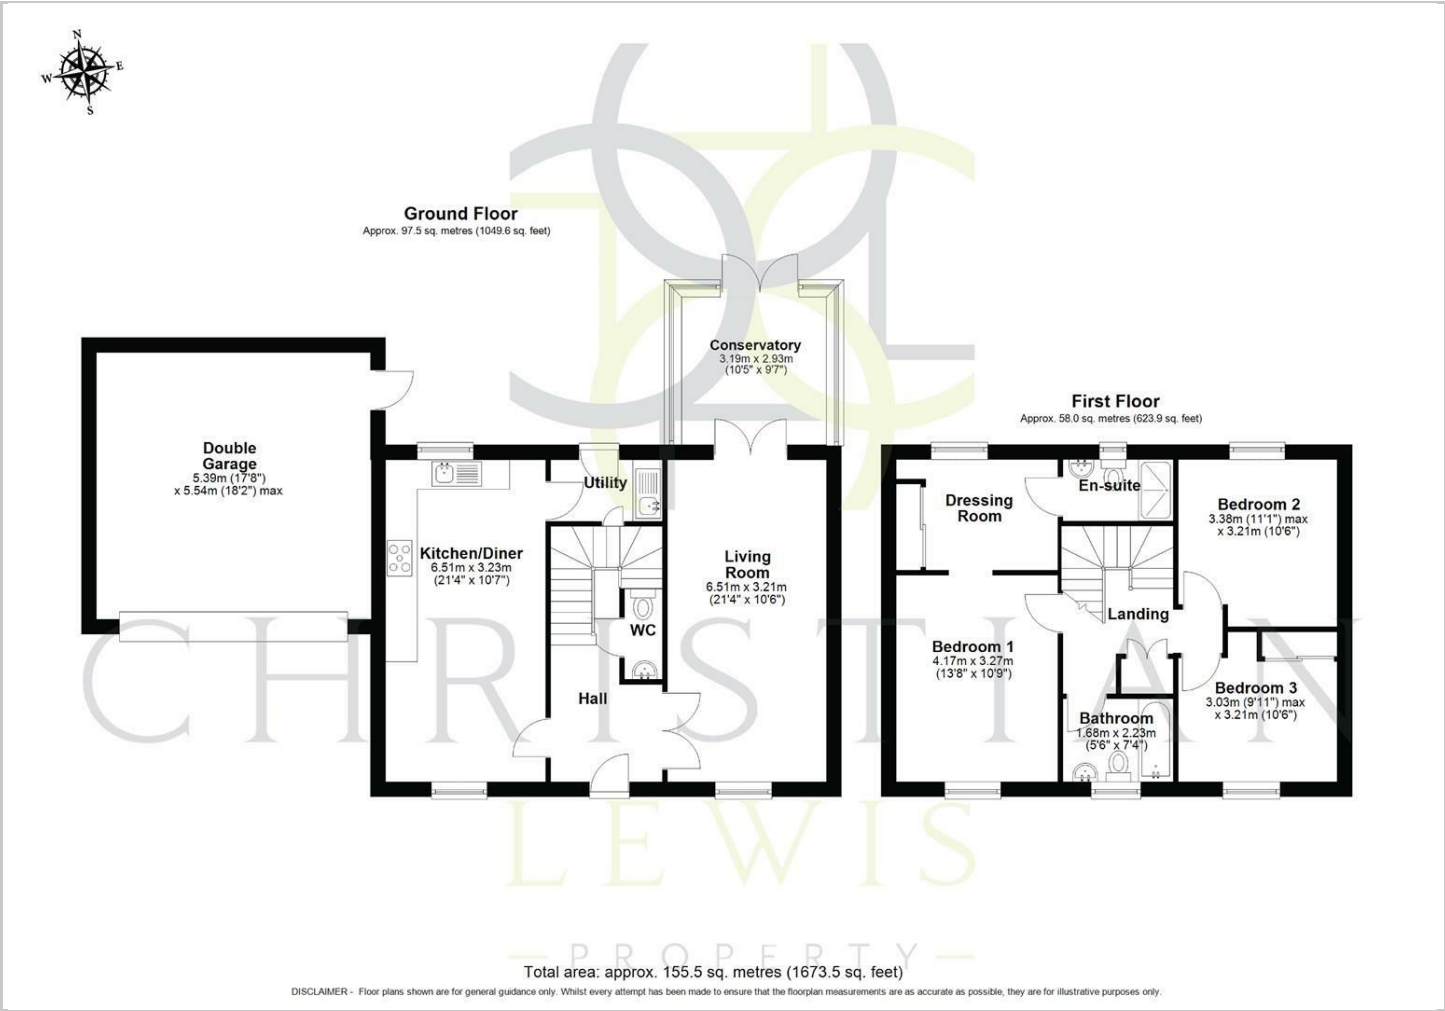 N
W E
S
Ground Floor
Approx. 97.5 sq. metres (1049.6 sq. feet)
Conservatory
3.19m x 2.93m
(10'5" x 9'7")
Double
Garage
5.39m (17'8")
x 5.54m (18'2") max
Utility
Kitchen/Diner
6.51m x 3.23m
(21'4" x 10'7")
Living
Room
6.51m x 3.21m
(21'4" x 10'6")
WC
Hall
First Floor
Approx. 58.0 sq. metres (623.9 sq. feet)
En-suite
Dressing
Room
Bedroom 2
3.38m (11'1") max
x 3.21m (10'6")
Landing
Bedroom 1
4.17m x 3.27m
(13'8" x 10'9")
Bedroom 3
3.03m (9'11") max
x 3.21m (10'6")
Bathroom
1.68m x 2.23m
(5'6" x 7'4")
CHRISTIAN
LEWIS
PROPERTY
Total area: approx. 155.5 sq. metres (1673.5 sq. feet)
DISCLAIMER - Floor plans shown are for general guidance only. Whilst every attempt has been made to ensure that the floorplan measurements are as accurate as possible, they are for illustrative purposes only.